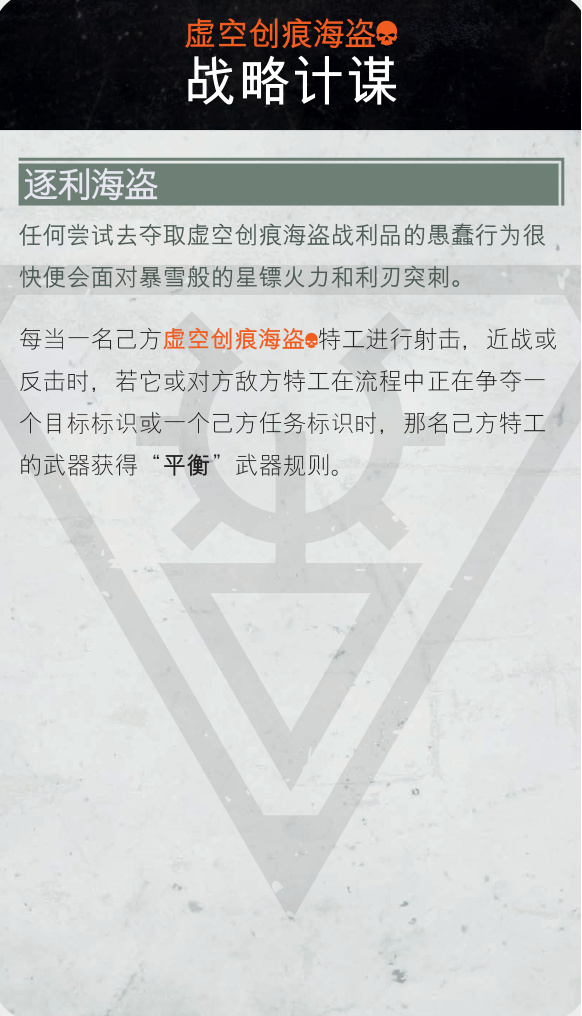 虚空创痕海盗
战略计谋
逐利海盗
任何尝试去夺取虚空创痕海盗战利品的愚蠢行为很
快便会面对暴雪般的星镖火力和利刃突刺。
每当一名己方虚空创痕海盗特工进行射击，近战或
反击时，若它或对方敌方特工在流程中正在争夺一
个目标标识或一个己方任务标识时，那名己方特工
的武器获得“平衡”武器规则。